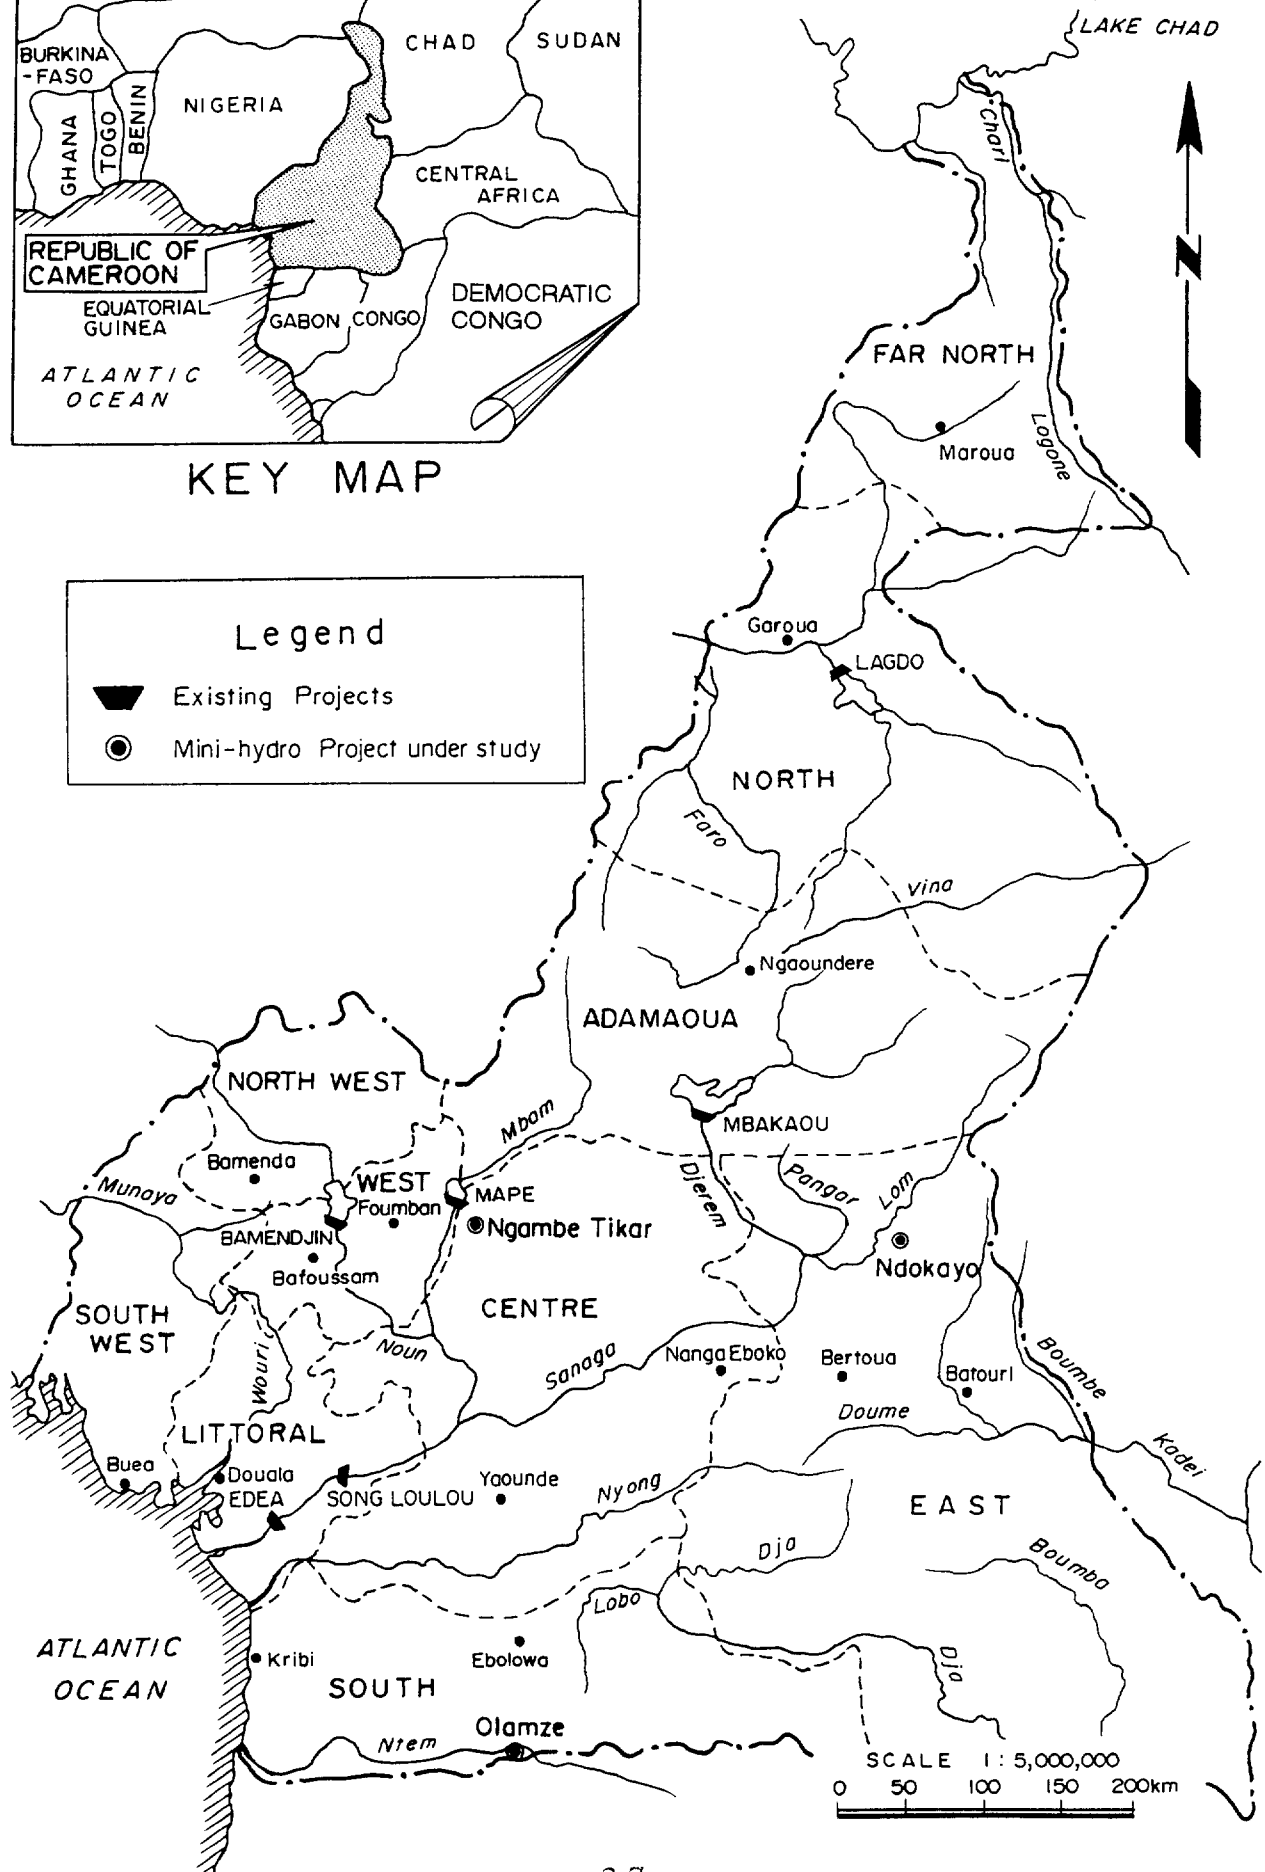 LAKE CHAD
BURKINA
-FASO
GHANA
TOGO
BENIN
NIGERIA
CHAD
SUDAN
CENTRAL
AFRICA
REPUBLIC OF
CAMEROON
EQUATORIAL
GUINEA
GABON
CONGO
DEMOCRATIC
CONGO
ATLANTIC
OCEAN
KEY MAP
Chari
N
FAR NORTH
Maroua
Logone
Legend
Existing Projects
Mini-hydro Project under study
Garoua
LAGDO
NORTH
Faro
Vina
Ngaoundere
ADAMAOUA
NORTH WEST
Mbam
MBAKAOU
Bamenda
Munaya
WEST
Foumban
MAPE
Djerem
Pangar
Lom
BAMENDJIN
Ngambe Tikar
Bafoussam
Ndokayo
SOUTH
WEST
CENTRE
Wouri
Noun
Sanaga
Nanga Eboko
Bertoua
Batouri
Boumbe
Doume
Kadei
LITTORAL
Buea
Douala
EDEA
SONG LOULOU
Yaounde
Nyong
EAST
Dja
Boumba
Lobo
ATLANTIC
OCEAN
Kribi
Ebolowa
SOUTH
Dja
Olamze
Ntem
SCALE 1:5,000,000
0 50 100 150 200km